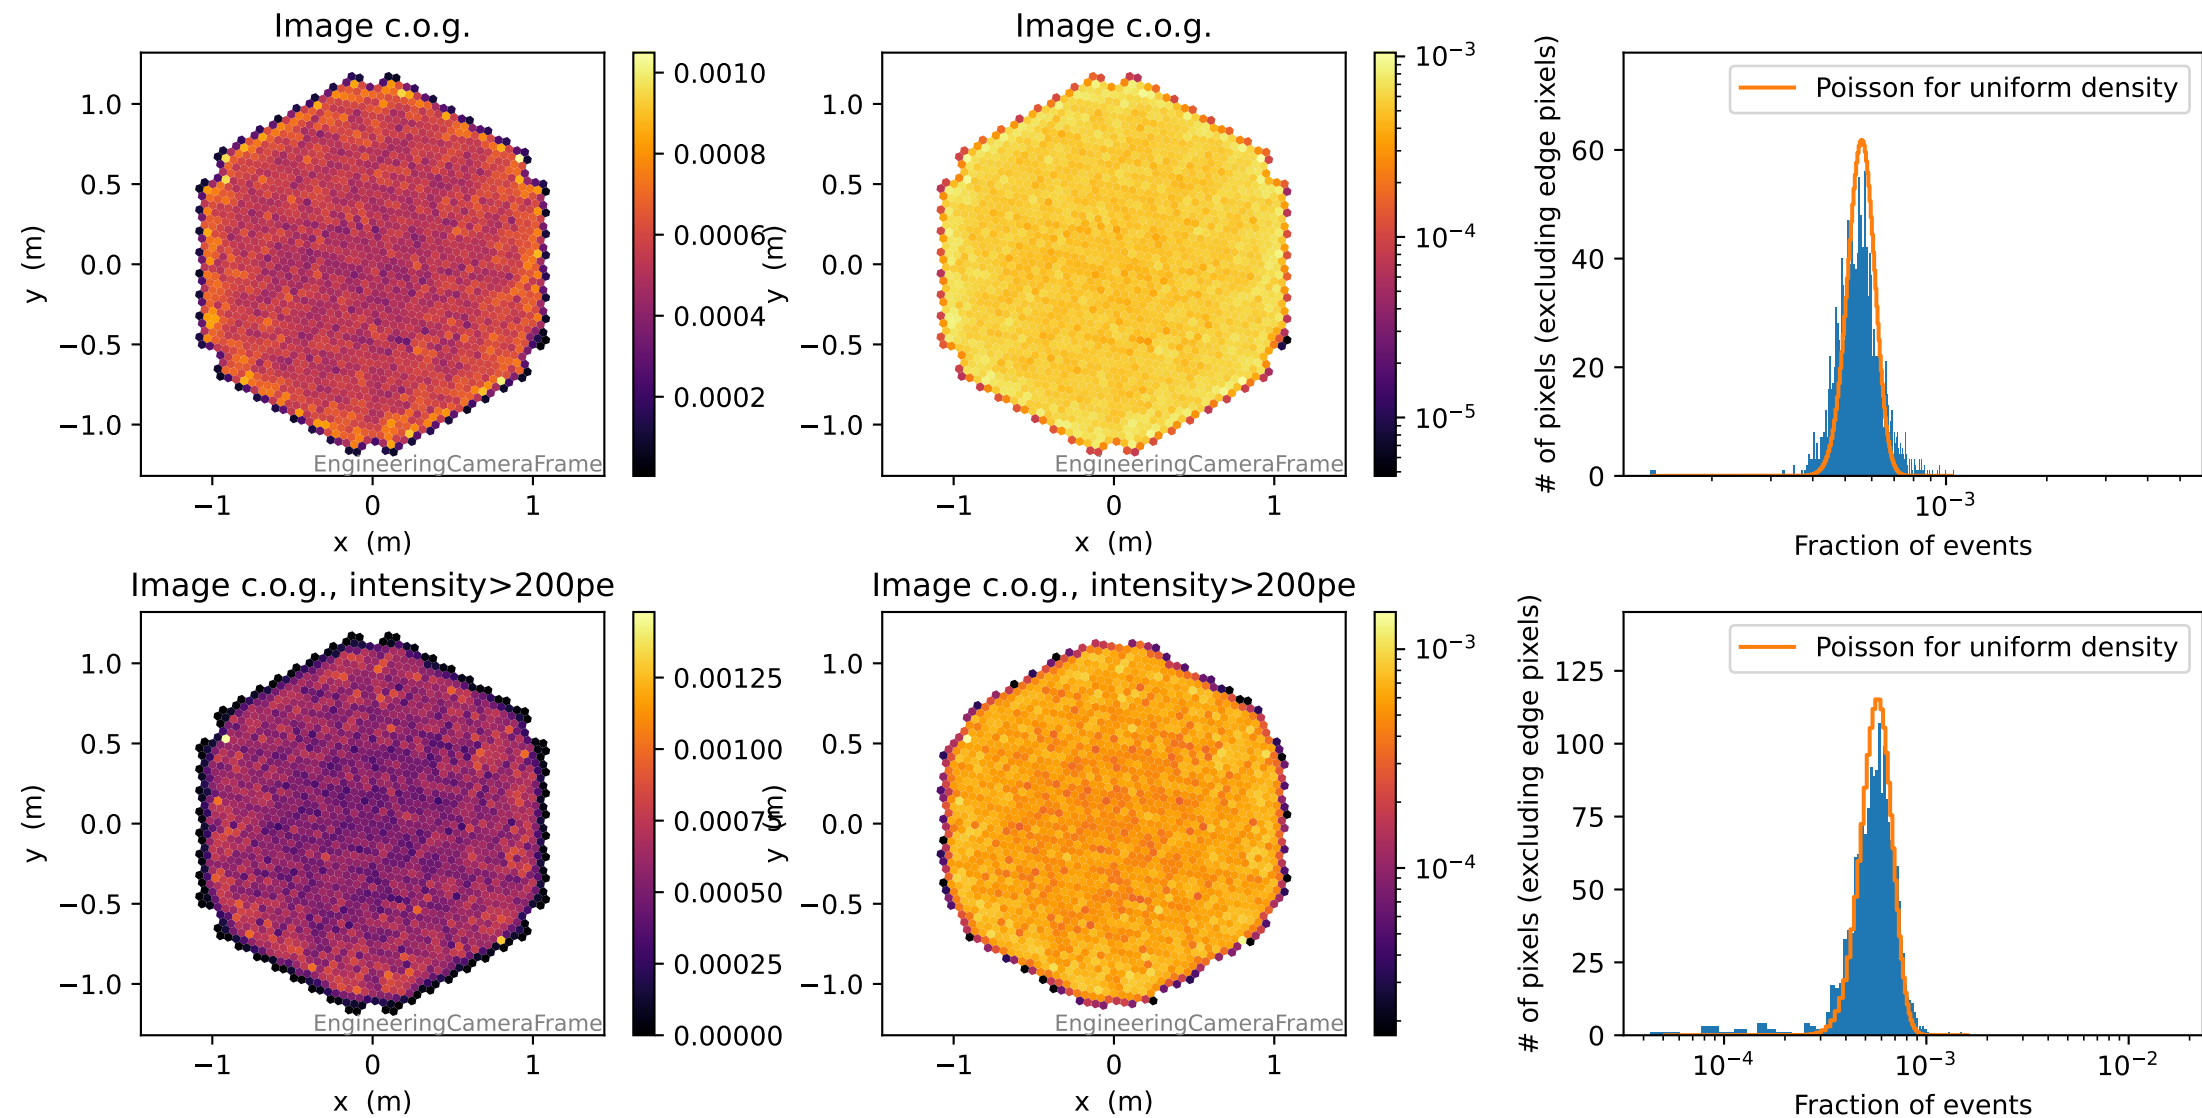 Image c.o.g.
1.0
0.5
0.0
−0.5
−1.0
y (m)
−1
0
1
x (m)
EngineeringCameraFrame
0.0010
0.0008
0.0006
0.0004
0.0002
Image c.o.g.
1.0
0.5
0.0
−0.5
−1.0
y (m)
−1
0
1
x (m)
EngineeringCameraFrame
10−3
10−4
10−5
# of pixels (excluding edge pixels)
60
40
20
0
Poisson for uniform density
10−3
Fraction of events
Image c.o.g., intensity>200pe
1.0
0.5
0.0
−0.5
−1.0
y (m)
−1
0
1
x (m)
EngineeringCameraFrame
0.00125
0.00100
0.00075
0.00050
0.00025
0.00000
Image c.o.g., intensity>200pe
1.0
0.5
0.0
−0.5
−1.0
y (m)
−1
0
1
x (m)
EngineeringCameraFrame
10−3
10−4
# of pixels (excluding edge pixels)
125
100
75
50
25
0
Poisson for uniform density
10−4
10−3
10−2
Fraction of events